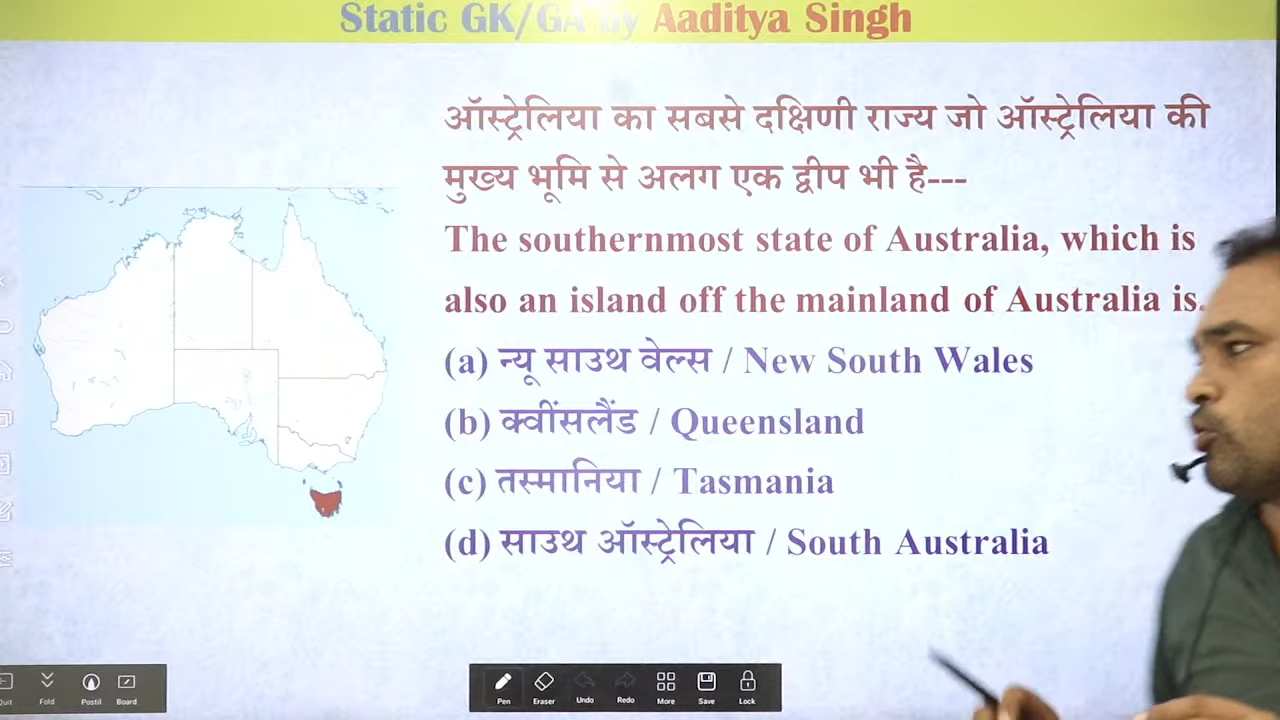 Static GK/GA by Aaditya Singh
ऑस्ट्रेलिया का सबसे दक्षिणी राज्य जो ऑस्ट्रेलिया की
मुख्य भूमि से अलग एक द्वीप भी है---
The southernmost state of Australia, which is
also an island off the mainland of Australia is.
(a) न्यू साउथ वेल्स / New South Wales
(b) क्वींसलैंड / Queensland
(c) तस्मानिया / Tasmania
(d) साउथ ऑस्ट्रेलिया / South Australia
Quit Fold Postil Board
Pen Eraser Undo Redo More Save Lock